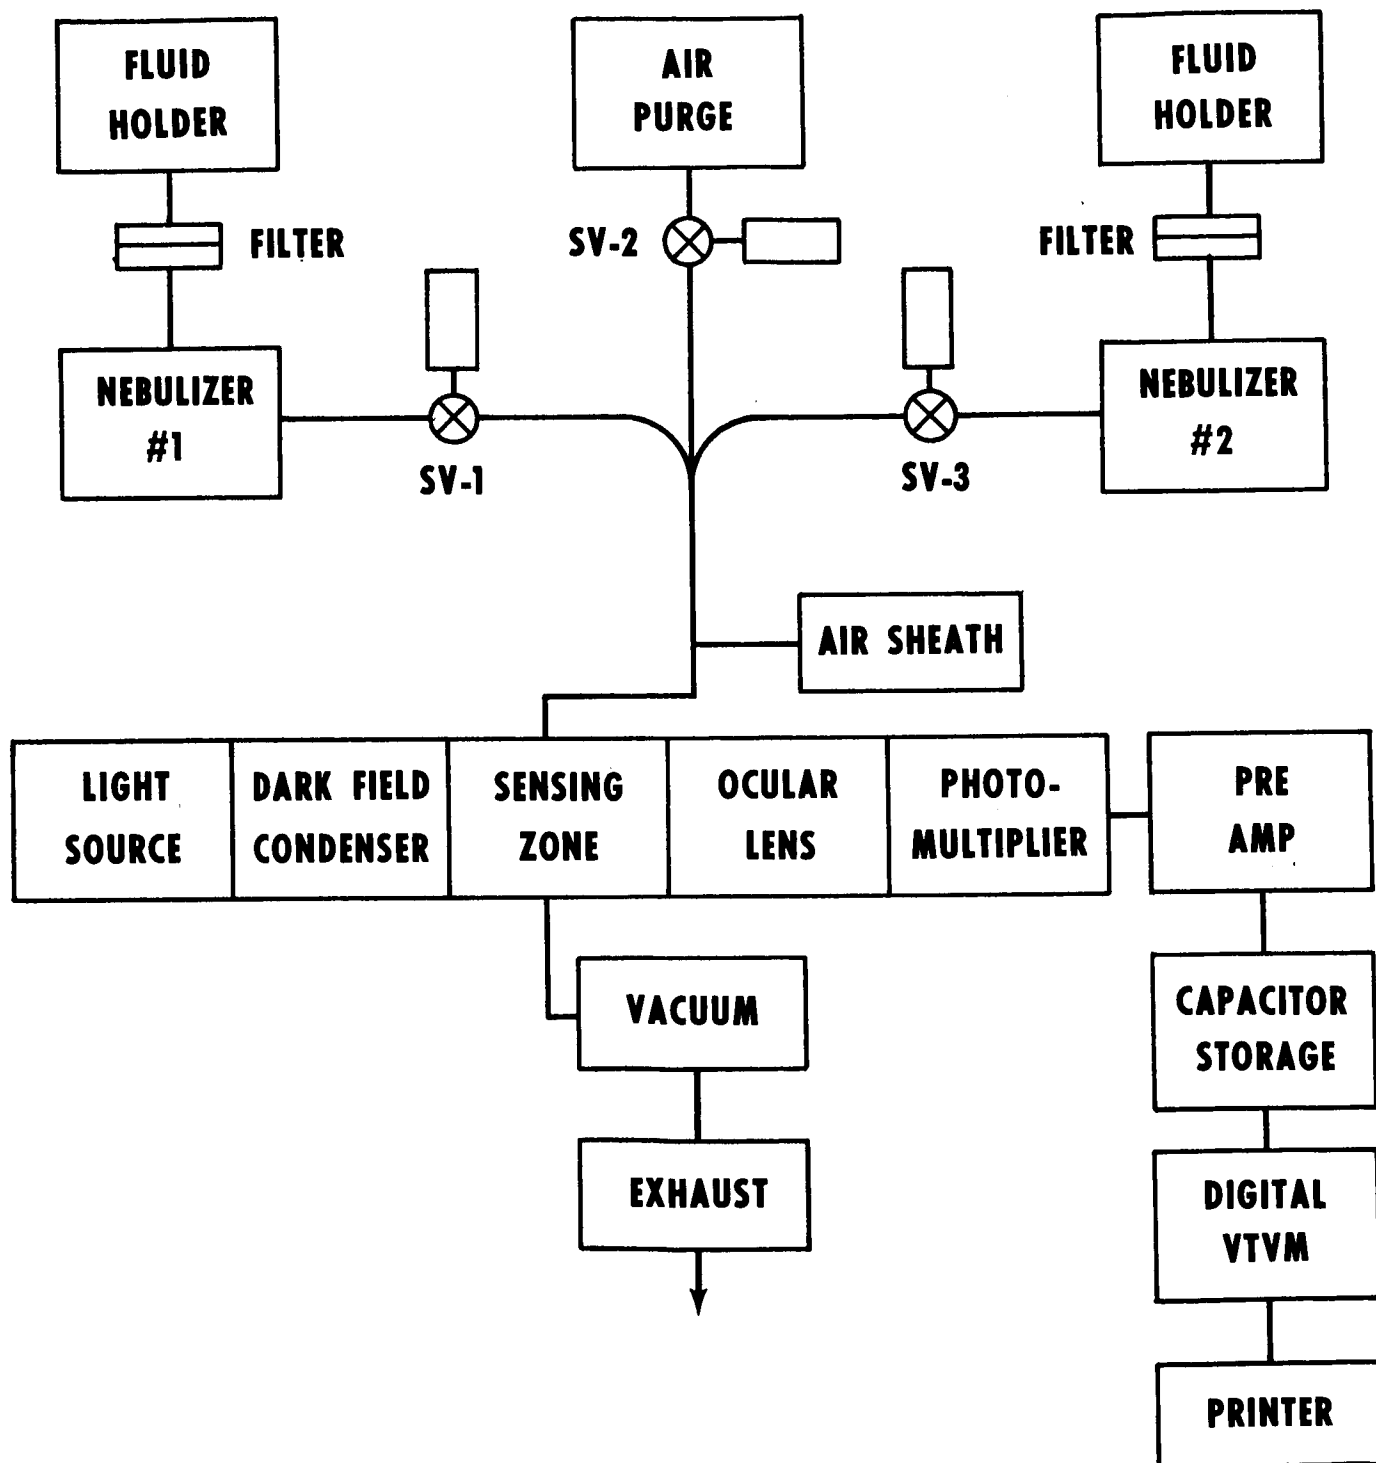 FLUID
HOLDER
AIR
PURGE
FLUID
HOLDER
FILTER
SV-2
FILTER
NEBULIZER
#1
SV-1
SV-3
NEBULIZER
#2
AIR SHEATH
LIGHT
SOURCE
DARK FIELD
CONDENSER
SENSING
ZONE
OCULAR
LENS
PHOTO-
MULTIPLIER
PRE
AMP
VACUUM
CAPACITOR
STORAGE
EXHAUST
DIGITAL
VTVM
PRINTER